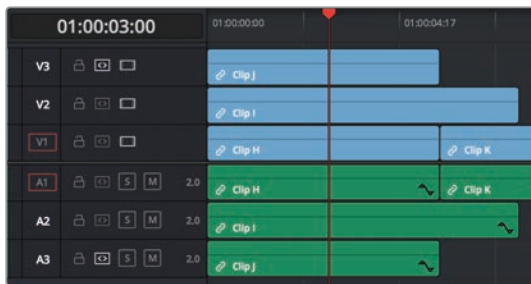 01:00:03:00 01:00:00:00 01:00:04:17
V3 Clip J
V2 Clip I
V1 Clip H Clip K
A1 S M 2.0 Clip H Clip K
A2 S M 2.0 Clip I
A3 S M 2.0 Clip J